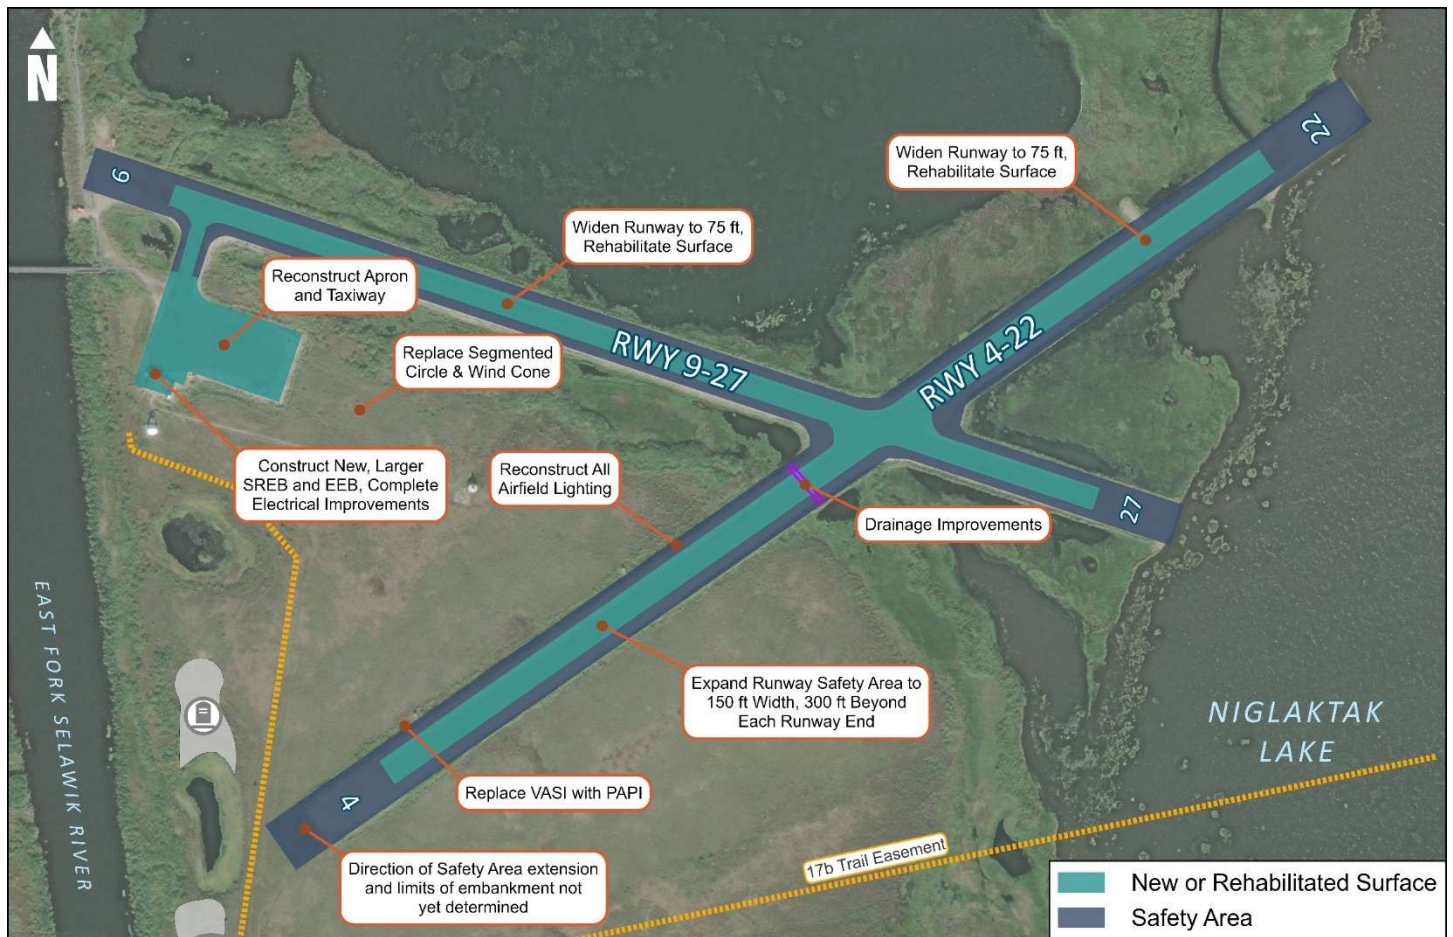 N
9
22
Widen Runway to 75 ft,
Rehabilitate Surface
Widen Runway to 75 ft,
Rehabilitate Surface
Reconstruct Apron
and Taxiway
Replace Segmented
Circle & Wind Cone
RWY 9-27
RWY 4-22
Construct New, Larger
SREB and EEB, Complete
Electrical Improvements
Reconstruct All
Airfield Lighting
Drainage Improvements
27
EAST FORK SELAWIK RIVER
Expand Runway Safety Area to
150 ft Width, 300 ft Beyond
Each Runway End
NIGLAKTAK
LAKE
Replace VASI with PAPI
4
Direction of Safety Area extension
and limits of embankment not
yet determined
17b Trail Easement
New or Rehabilitated Surface
Safety Area